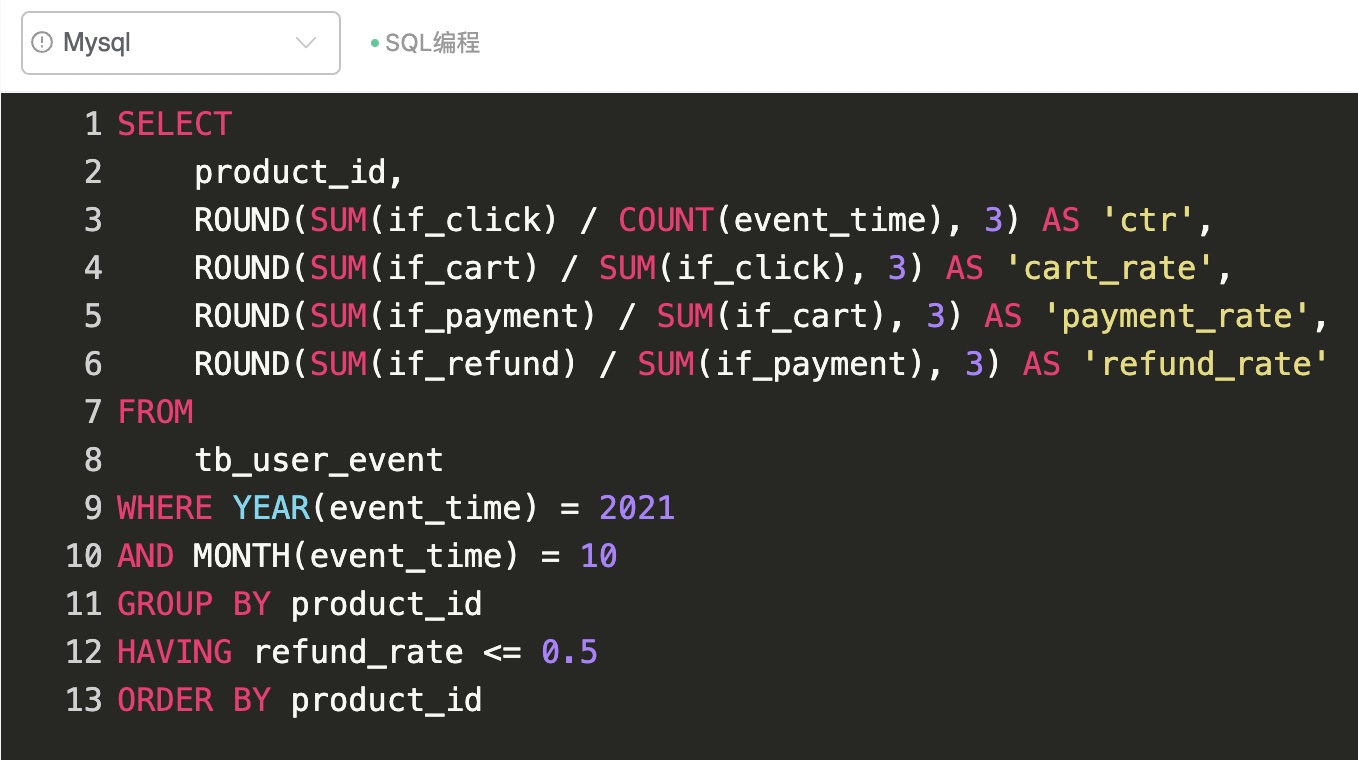 Mysql SQL编程
1 SELECT
2     product_id,
3     ROUND(SUM(if_click) / COUNT(event_time), 3) AS 'ctr',
4     ROUND(SUM(if_cart) / SUM(if_click), 3) AS 'cart_rate',
5     ROUND(SUM(if_payment) / SUM(if_cart), 3) AS 'payment_rate',
6     ROUND(SUM(if_refund) / SUM(if_payment), 3) AS 'refund_rate'
7 FROM
8     tb_user_event
9 WHERE YEAR(event_time) = 2021
10 AND MONTH(event_time) = 10
11 GROUP BY product_id
12 HAVING refund_rate <= 0.5
13 ORDER BY product_id